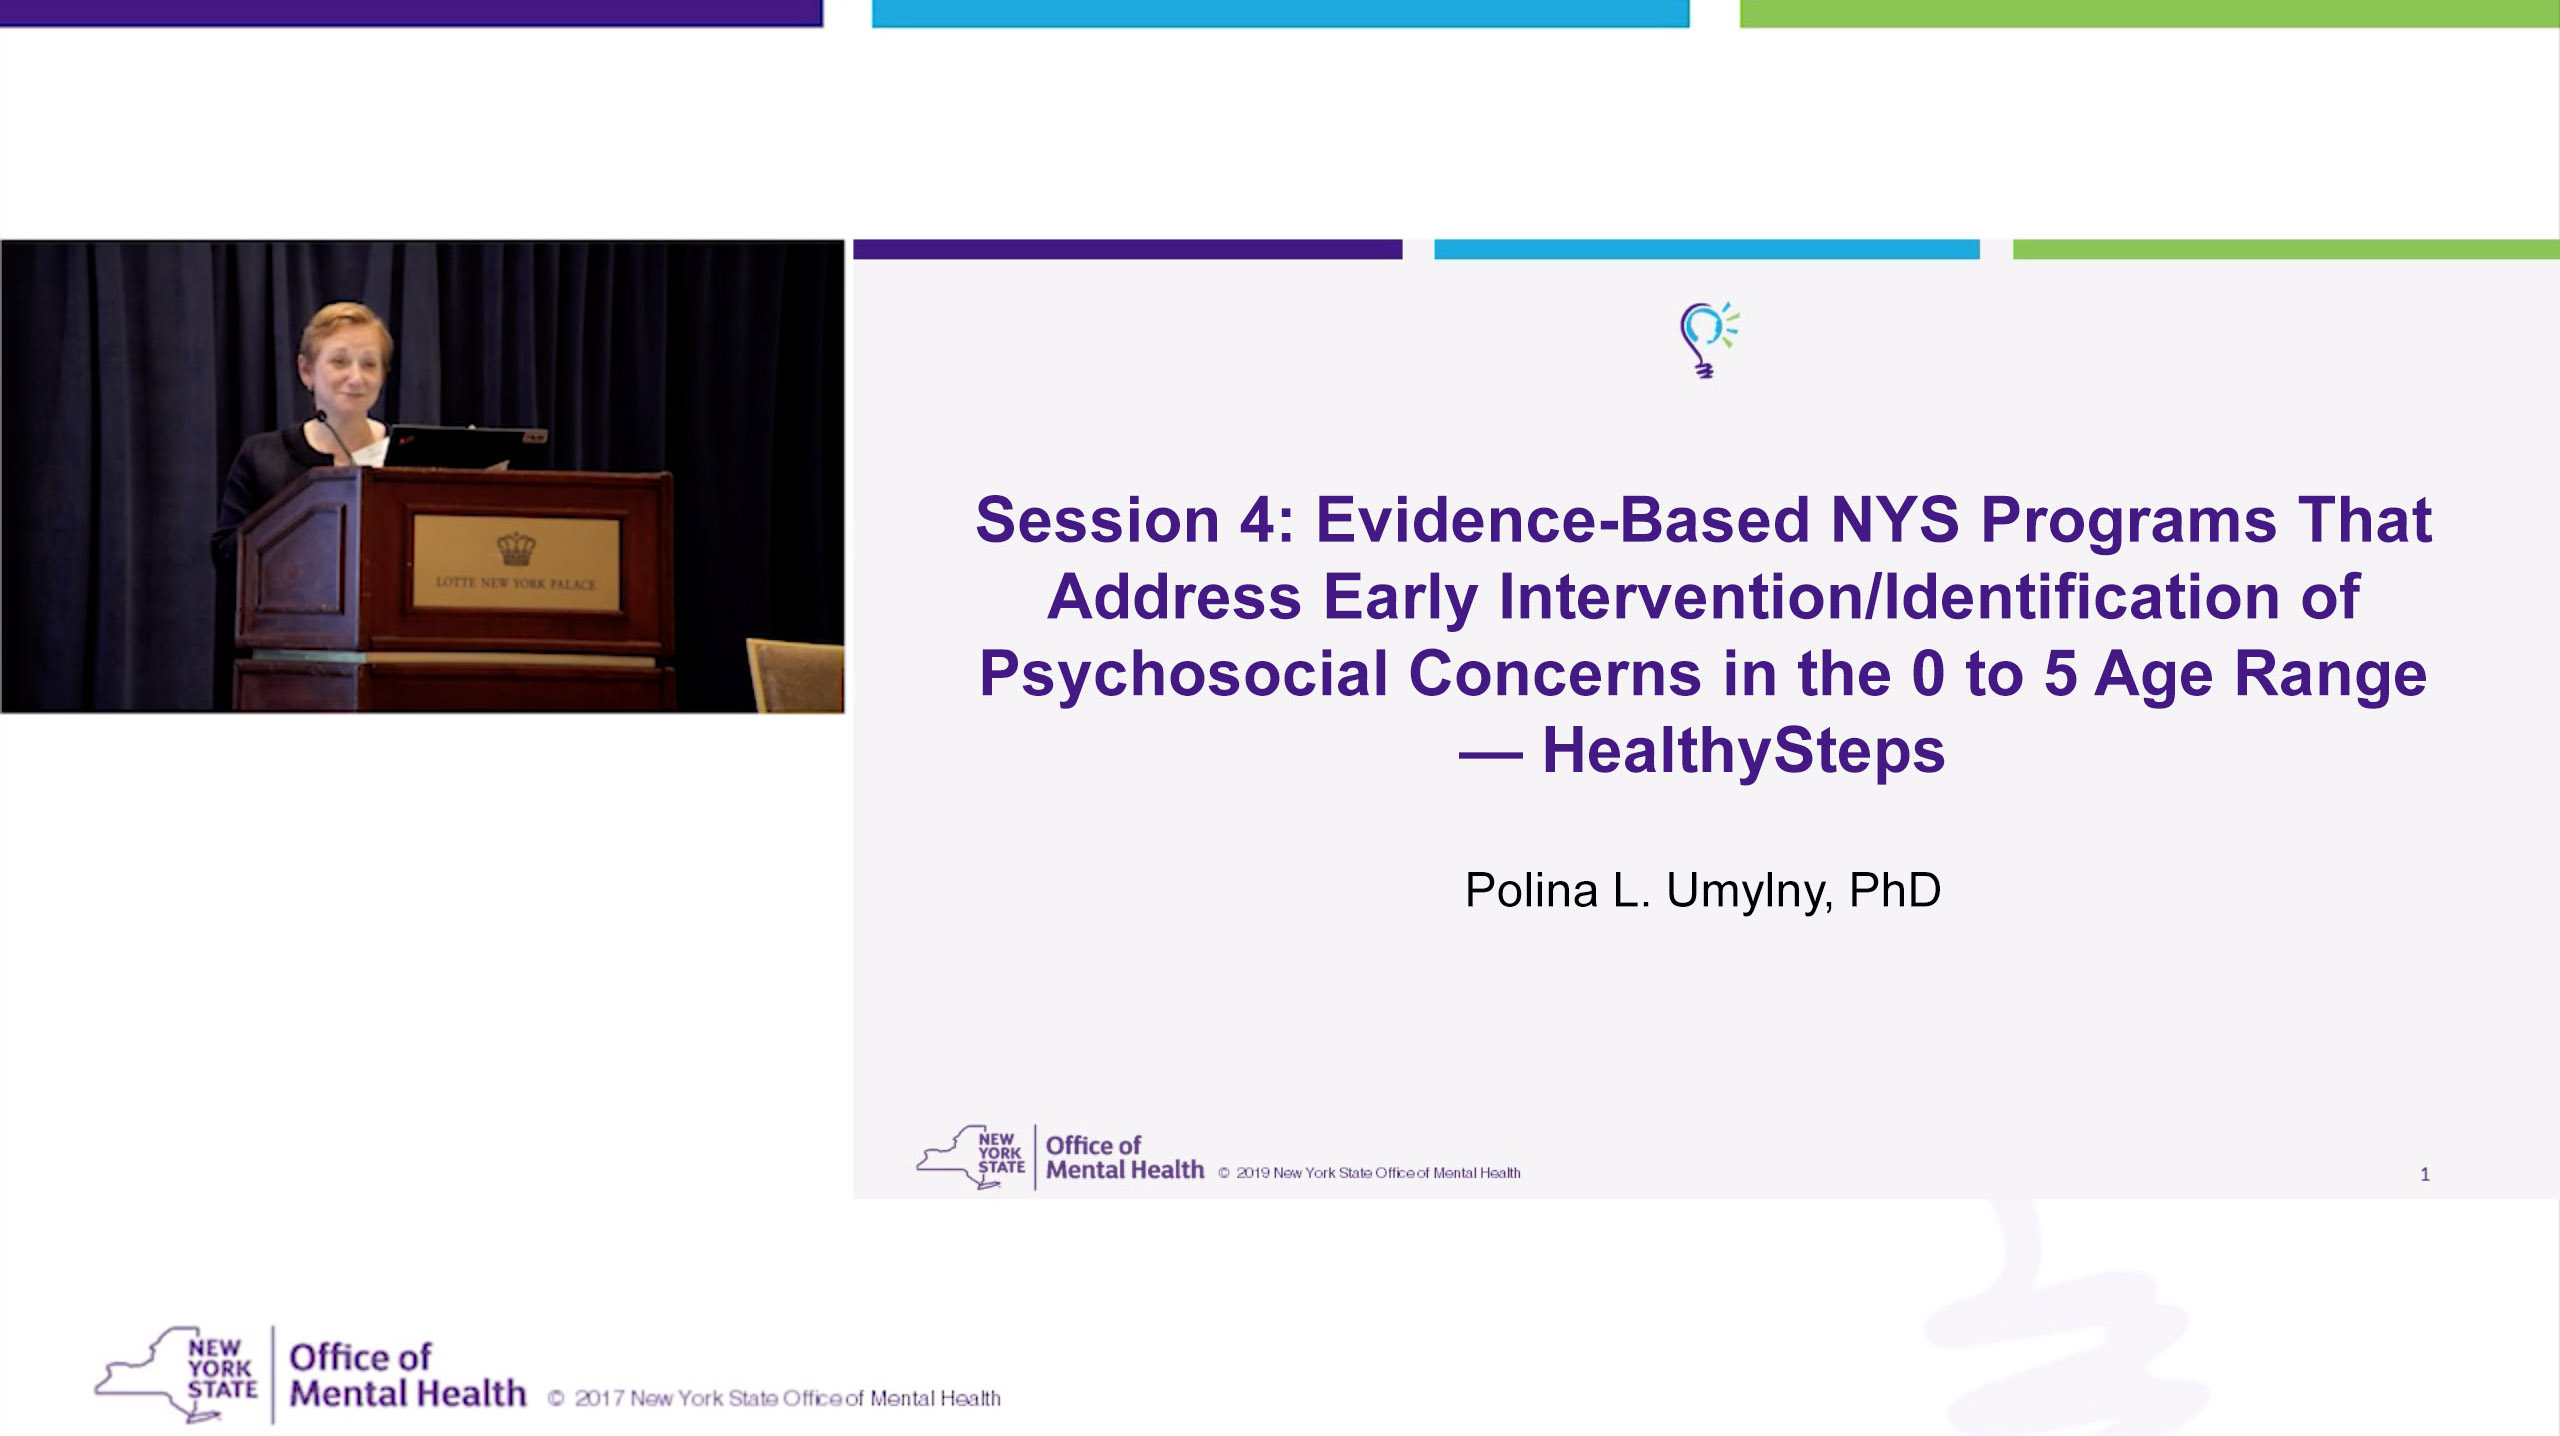 LOTTE NEW YORK PALACE
Session 4: Evidence-Based NYS Programs That
Address Early Intervention/Identification of
Psychosocial Concerns in the 0 to 5 Age Range
— HealthySteps
Polina L. Umylny, PhD
NEW
YORK
STATE
Office of
Mental Health
© 2019 New York State Office of Mental Health
1
NEW
YORK
STATE
Office of
Mental Health
© 2017 New York State Office of Mental Health